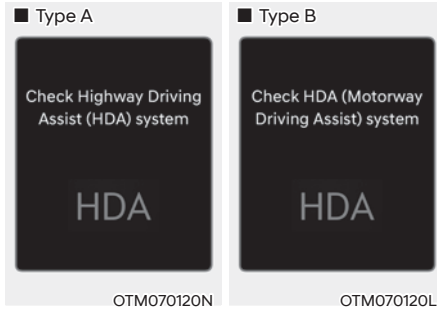 ■ Type A
Check Highway Driving
Assist (HDA) system
HDA
OTM070120N
■ Type B
Check HDA (Motorway
Driving Assist) system
HDA
OTM070120L